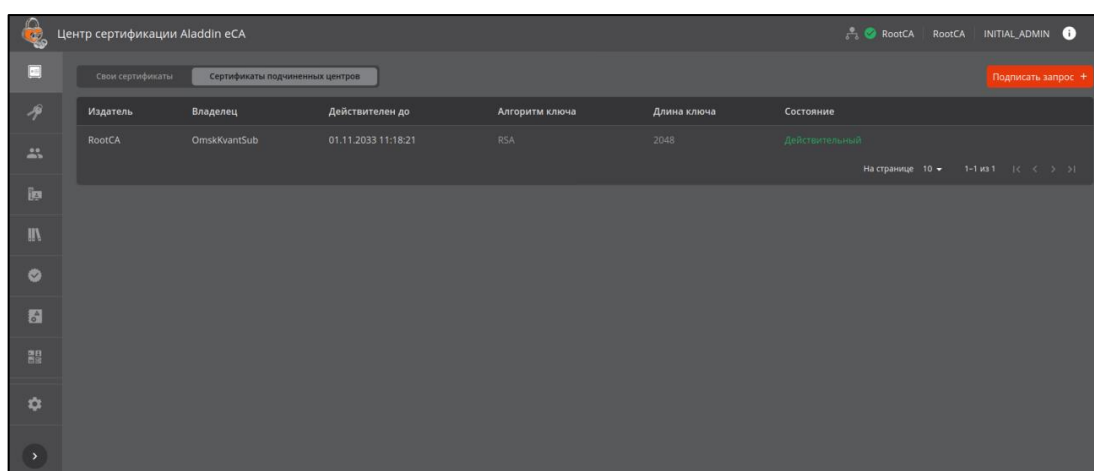 Центр сертификации Aladdin eCA RootCA RootCA INITIAL_ADMIN
Свои сертификаты Сертификаты подчиненных центров Подписать запрос +
Издатель Владелец Действителен до Алгоритм ключа Длина ключа Состояние
RootCA OmskKvantSub 01.11.2033 11:18:21 RSA 2048 Действительный
На странице 10 1-1 из 1